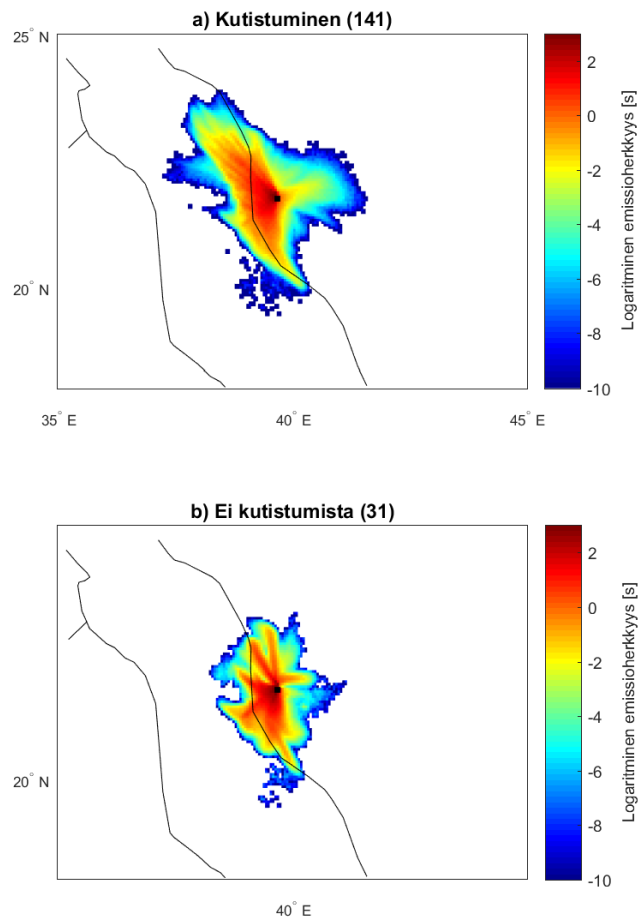 a) Kutistuminen (141)
25° N
20° N
35° E
40° E
45° E
2
0
-2
-4
-6
-8
-10
Logaritminen emissioherkkyys [s]
b) Ei kutistumista (31)
20° N
40° E
2
0
-2
-4
-6
-8
-10
Logaritminen emissioherkkyys [s]